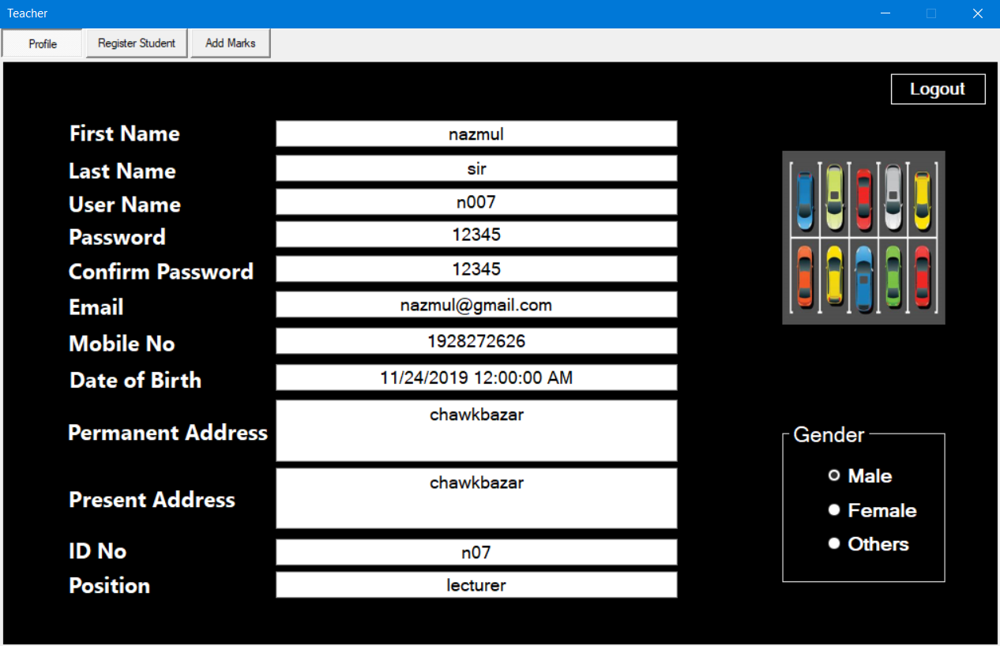 Teacher
Profile Register Student Add Marks
Logout
First Name nazmul
Last Name sir
User Name n007
Password 12345
Confirm Password 12345
Email nazmul@gmail.com
Mobile No 1928272626
Date of Birth 11/24/2019 12:00:00 AM
Permanent Address chawkbazar
Present Address chawkbazar
ID No n07
Position lecturer
Gender
Male
Female
Others